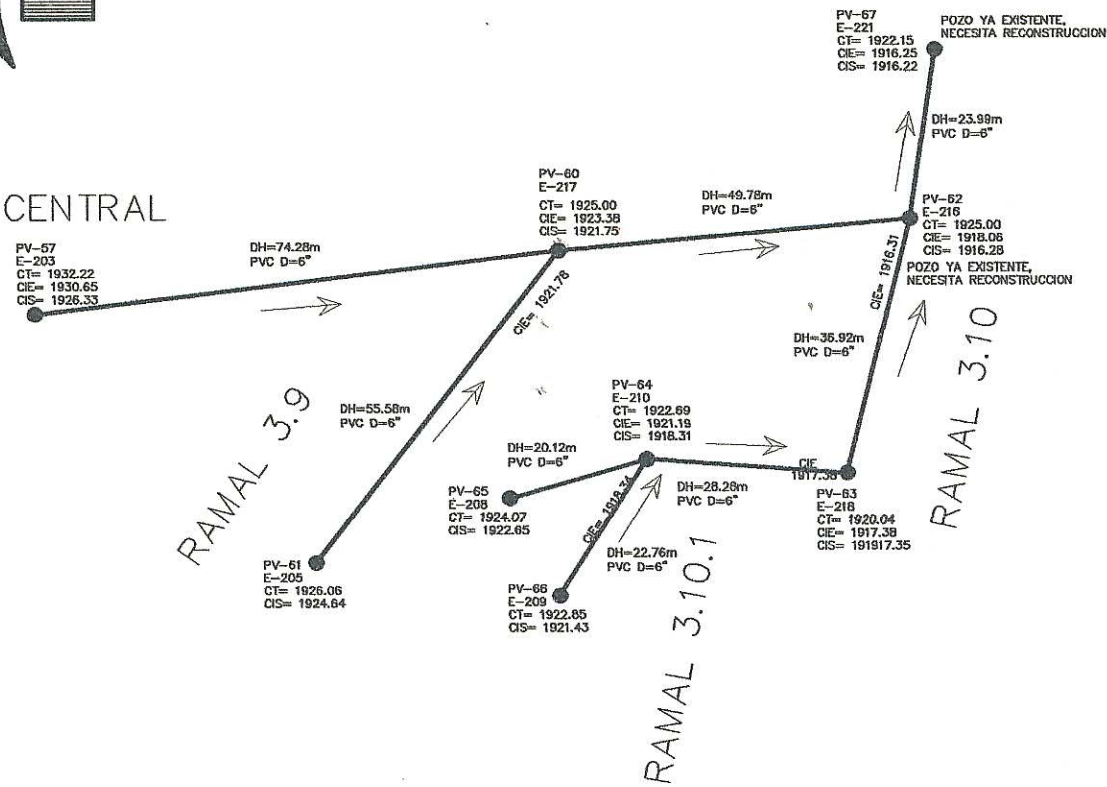 PV-67
E-221
CT= 1922.15
CIE= 1916.25
CIS= 1916.22
POZO YA EXISTENTE,
NECESITA RECONSTRUCCION
DH=23.99m
PVC D=6"
CENTRAL
PV-57
E-203
CT= 1932.22
CIE= 1930.65
CIS= 1926.33
DH=74.28m
PVC D=6"
PV-60
E-217
CT= 1925.00
CIE= 1923.38
CIS= 1921.75
DH=49.78m
PVC D=6"
PV-62
E-216
CT= 1925.00
CIE= 1918.06
CIS= 1916.28
POZO YA EXISTENTE,
NECESITA RECONSTRUCCION
CIE= 1921.78
CIE= 1916.31
DH=36.92m
PVC D=6"
RAMAL 3.10
RAMAL 3.9
DH=55.58m
PVC D=6"
PV-64
E-210
CT= 1922.69
CIE= 1921.19
CIS= 1918.31
DH=20.12m
PVC D=6"
PV-65
E-208
CT= 1924.07
CIS= 1922.65
CIE= 1918.34
DH=28.28m
PVC D=6"
CIE
1917.38
PV-63
E-218
CT= 1920.04
CIE= 1917.38
CIS= 191917.35
PV-61
E-205
CT= 1926.06
CIS= 1924.64
DH=22.76m
PVC D=6"
PV-66
E-209
CT= 1922.85
CIS= 1921.43
RAMAL 3.10.1